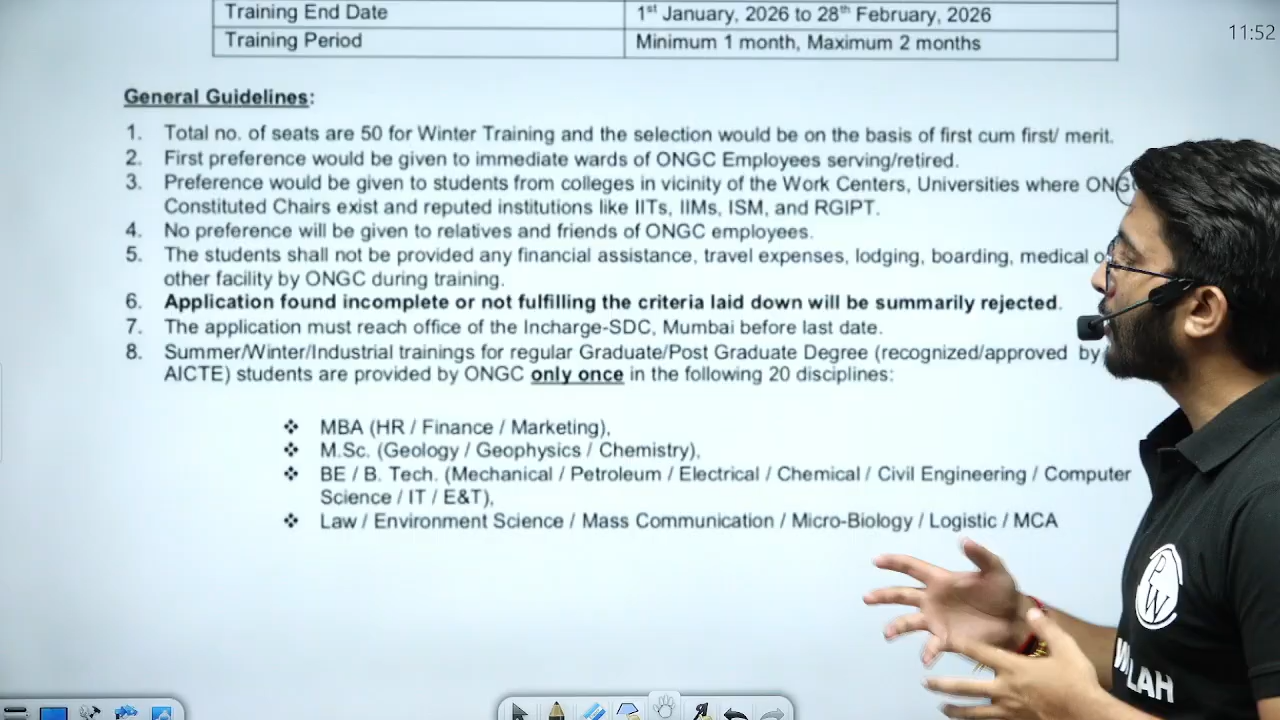 Training End Date 1st January, 2026 to 28th February, 2026
11:52
Training Period Minimum 1 month, Maximum 2 months
General Guidelines:
1. Total no. of seats are 50 for Winter Training and the selection would be on the basis of first cum first/ merit.
2. First preference would be given to immediate wards of ONGC Employees serving/retired.
3. Preference would be given to students from colleges in vicinity of the Work Centers, Universities where ONGC
Constituted Chairs exist and reputed institutions like IITs, IIMs, ISM, and RGIPT.
4. No preference will be given to relatives and friends of ONGC employees.
5. The students shall not be provided any financial assistance, travel expenses, lodging, boarding, medical
other facility by ONGC during training.
6. Application found incomplete or not fulfilling the criteria laid down will be summarily rejected.
7. The application must reach office of the Incharge-SDC, Mumbai before last date.
8. Summer/Winter/Industrial trainings for regular Graduate/Post Graduate Degree (recognized/approved by
AICTE) students are provided by ONGC only once in the following 20 disciplines:
❖ MBA (HR / Finance / Marketing),
❖ M.Sc. (Geology / Geophysics / Chemistry),
❖ BE / B. Tech. (Mechanical / Petroleum / Electrical / Chemical / Civil Engineering / Computer
Science / IT / E&T),
❖ Law / Environment Science / Mass Communication / Micro-Biology / Logistic / MCA
PW
LAH